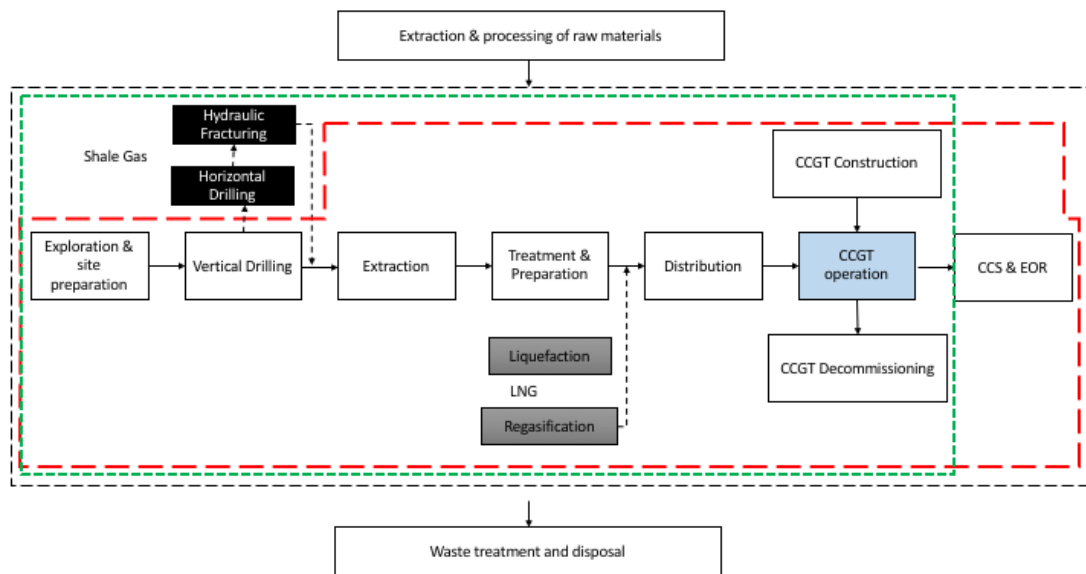 Extraction & processing of raw materials
Hydraulic
Fracturing
Shale Gas
Horizontal
Drilling
CCGT Construction
Exploration &
site
preparation
Vertical Drilling
Extraction
Treatment &
Preparation
Distribution
CCGT
operation
CCS & EOR
Liquefaction
LNG
Regasification
CCGT Decommissioning
Waste treatment and disposal